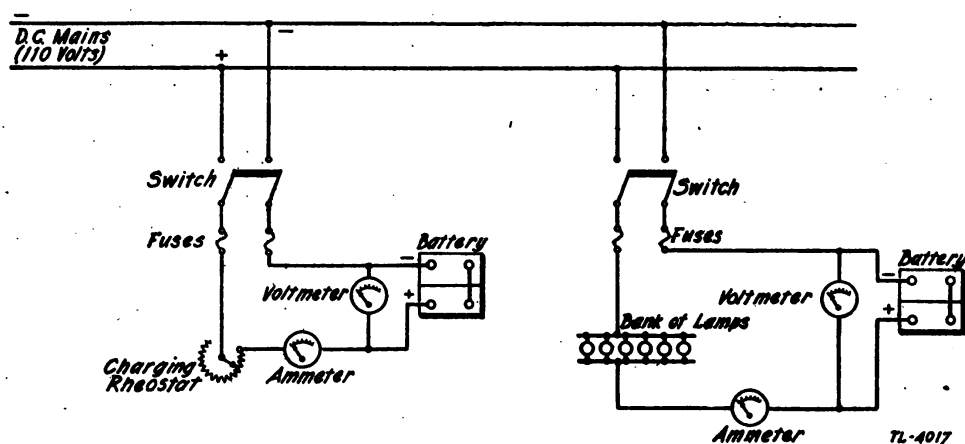 −
D.C. Mains
(110 Volts)
−
+
Switch
Switch
Fuses
Fuses
Battery
Battery
−
+
−
+
Voltmeter
Voltmeter
Bank of Lamps
Charging
Rheostat
Ammeter
Ammeter
TL-4017